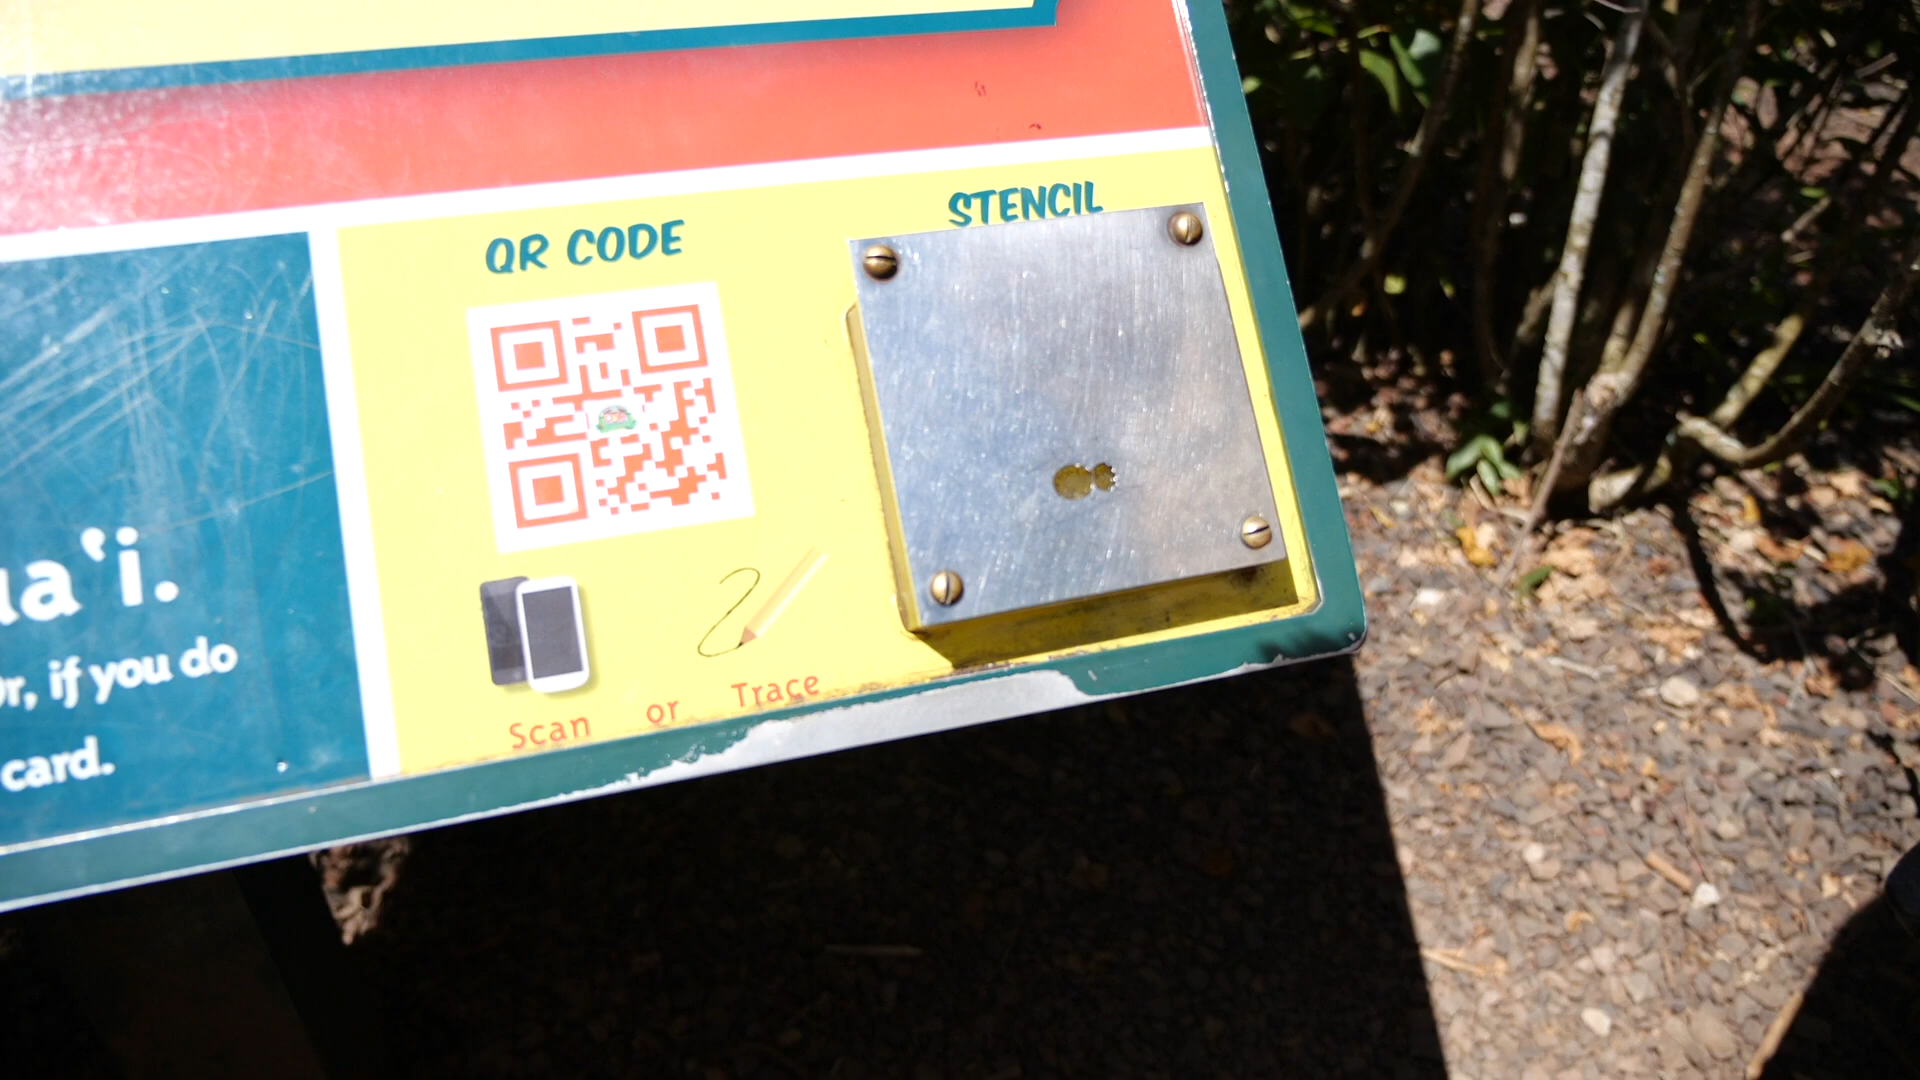 QR CODE
STENCIL
Scan or Trace
if you do
card.